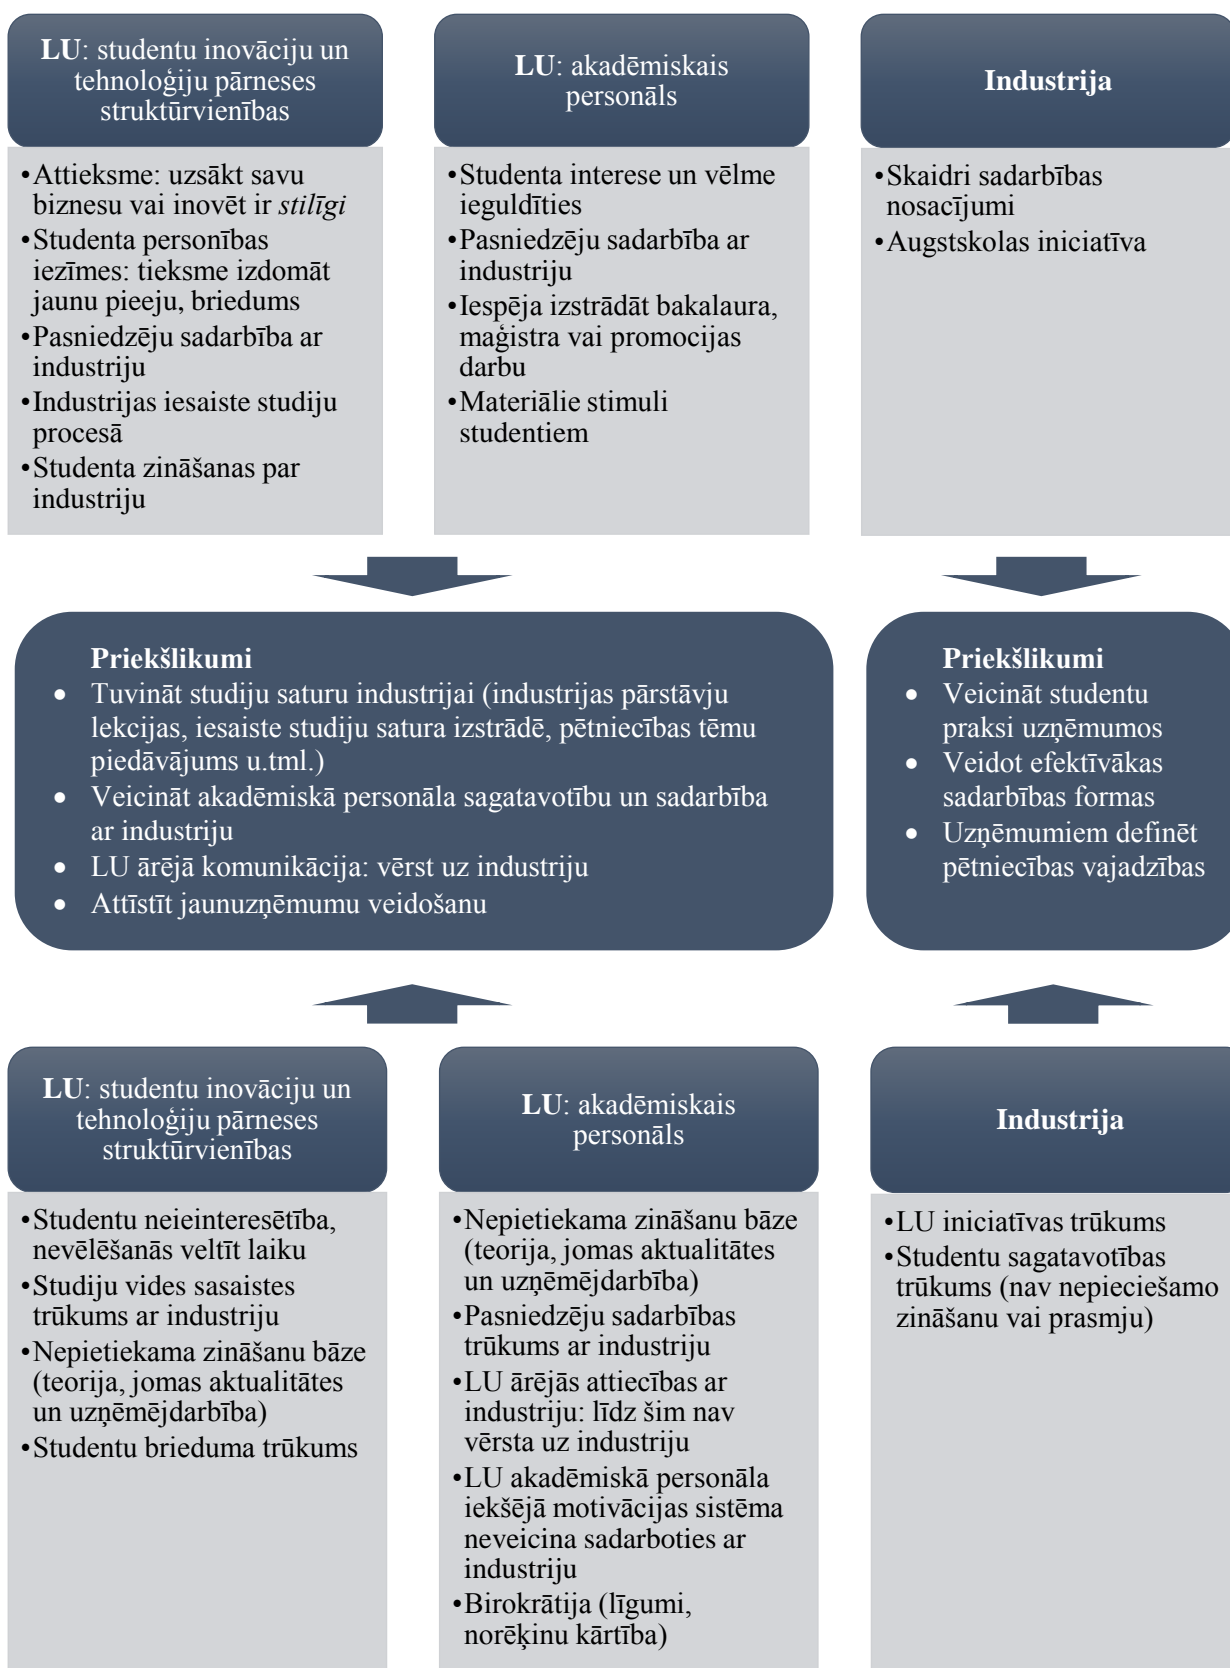 LU: studentu inovāciju un
tehnoloģiju pārneses
struktūrvienības
•Attieksme: uzsākt savu
biznesu vai inovēt ir stilīgi
•Studenta personības
iezīmes: tieksme izdomāt
jaunu pieeju, briedums
•Pasniedzēju sadarbība ar
industriju
•Industrijas iesaiste studiju
procesā
•Studenta zināšanas par
industriju
LU: akadēmiskais
personāls
•Studenta interese un vēlme
ieguldīties
•Pasniedzēju sadarbība ar
industriju
•Iespēja izstrādāt bakalaura,
maģistra vai promocijas
darbu
•Materiālie stimuli
studentiem
Industrija
•Skaidri sadarbības
nosacījumi
•Augstskolas iniciatīva
Priekšlikumi
• Tuvināt studiju saturu industrijai (industrijas pārstāvju
lekcijas, iesaiste studiju satura izstrādē, pētniecības tēmu
piedāvājums u.tml.)
• Veicināt akadēmiskā personāla sagatavotību un sadarbība
ar industriju
• LU ārējā komunikācija: vērst uz industriju
• Attīstīt jaunuzņēmumu veidošanu
Priekšlikumi
• Veicināt studentu
praksi uzņēmumos
• Veidot efektīvākas
sadarbības formas
• Uzņēmumiem definēt
pētniecības vajadzības
LU: studentu inovāciju un
tehnoloģiju pārneses
struktūrvienības
•Studentu neieinteresētība,
nevēlēšanās veltīt laiku
•Studiju vides sasaistes
trūkums ar industriju
•Nepietiekama zināšanu bāze
(teorija, jomas aktualitātes
un uzņēmējdarbība)
•Studentu brieduma trūkums
LU: akadēmiskais
personāls
•Nepietiekama zināšanu bāze
(teorija, jomas aktualitātes
un uzņēmējdarbība)
•Pasniedzēju sadarbības
trūkums ar industriju
•LU ārējās attiecības ar
industriju: līdz šim nav
vērsta uz industriju
•LU akadēmiskā personāla
iekšējā motivācijas sistēma
neveicina sadarboties ar
industriju
•Birokrātija (līgumi,
norēķinu kārtība)
Industrija
•LU iniciatīvas trūkums
•Studentu sagatavotības
trūkums (nav nepieciešamo
zināšanu vai prasmju)